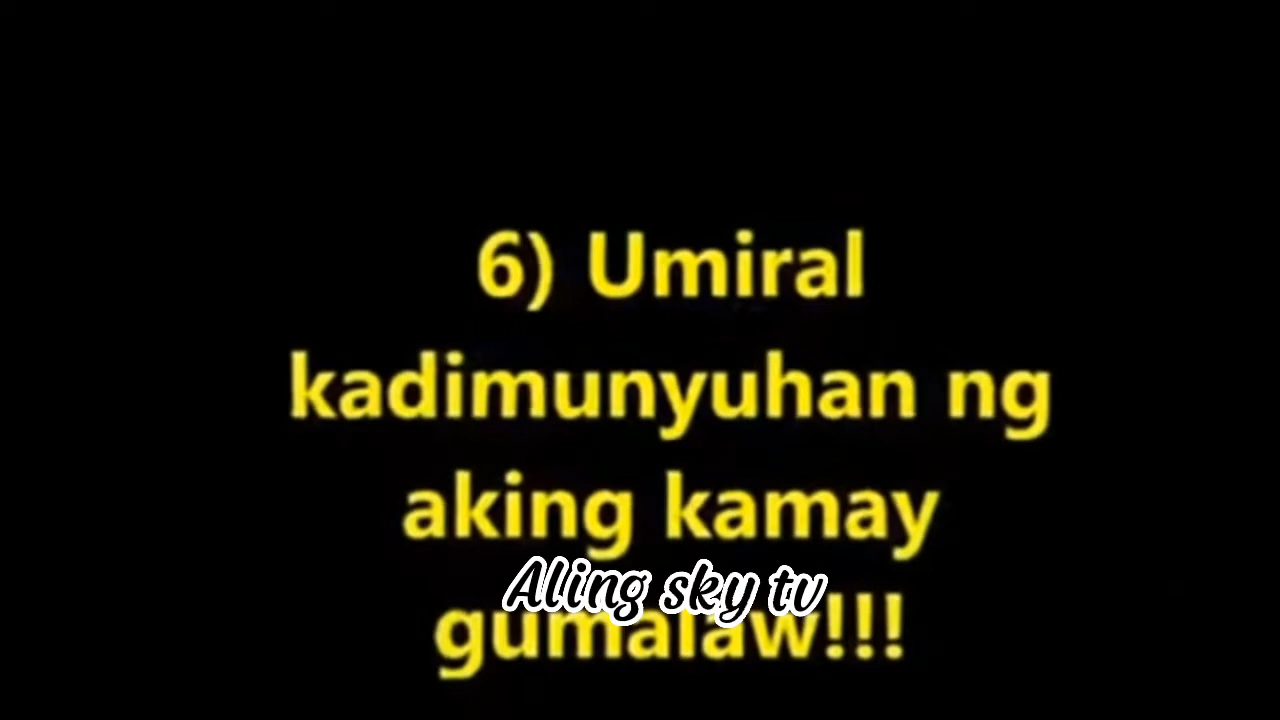 6) Umiral
kadimunyuhan ng
aking kamay
Aling sky tv
gumalaw!!!